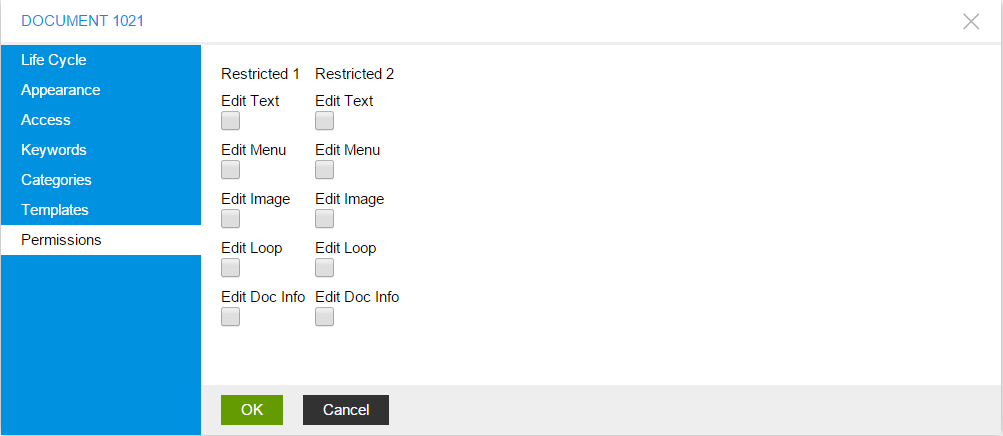 DOCUMENT 1021
Life Cycle
Appearance
Access
Keywords
Categories
Templates
Permissions
Restricted 1 Restricted 2
Edit Text Edit Text
Edit Menu Edit Menu
Edit Image Edit Image
Edit Loop Edit Loop
Edit Doc Info Edit Doc Info
OK Cancel